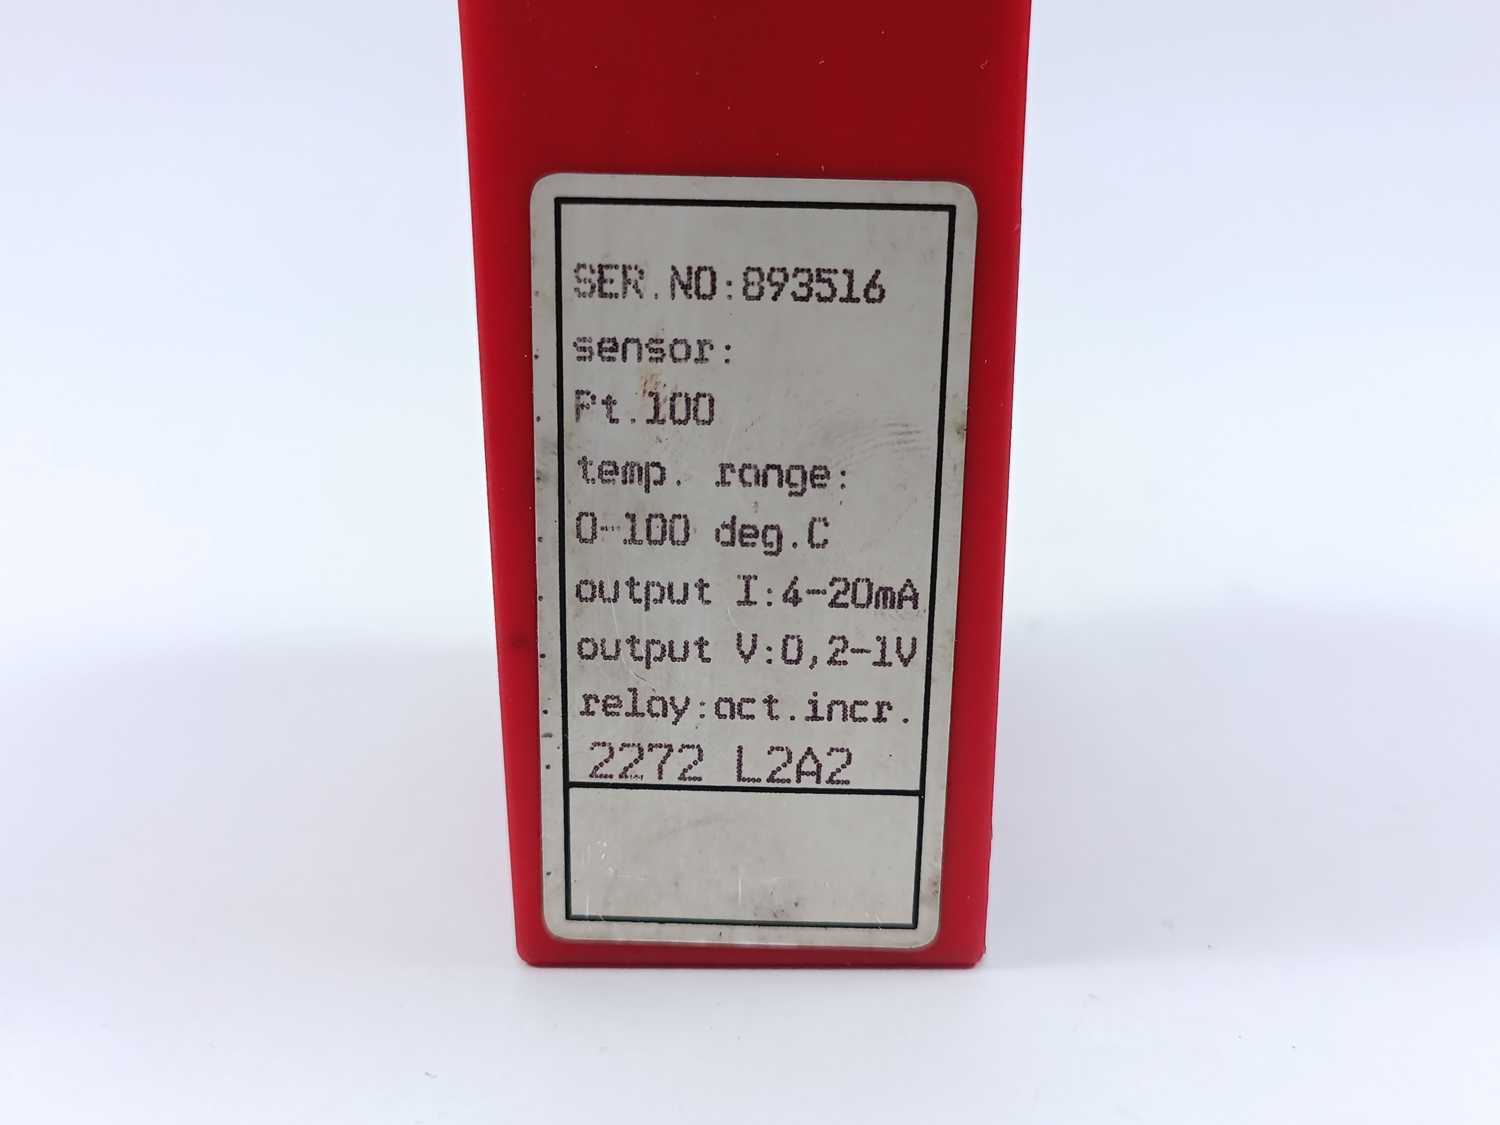 SER.NO:893516
sensor:
Pt.100
temp. range:
0-100 deg.C
output I:4-20mA
output V:0,2-1V
relay:act.incr.
2272 L2A2